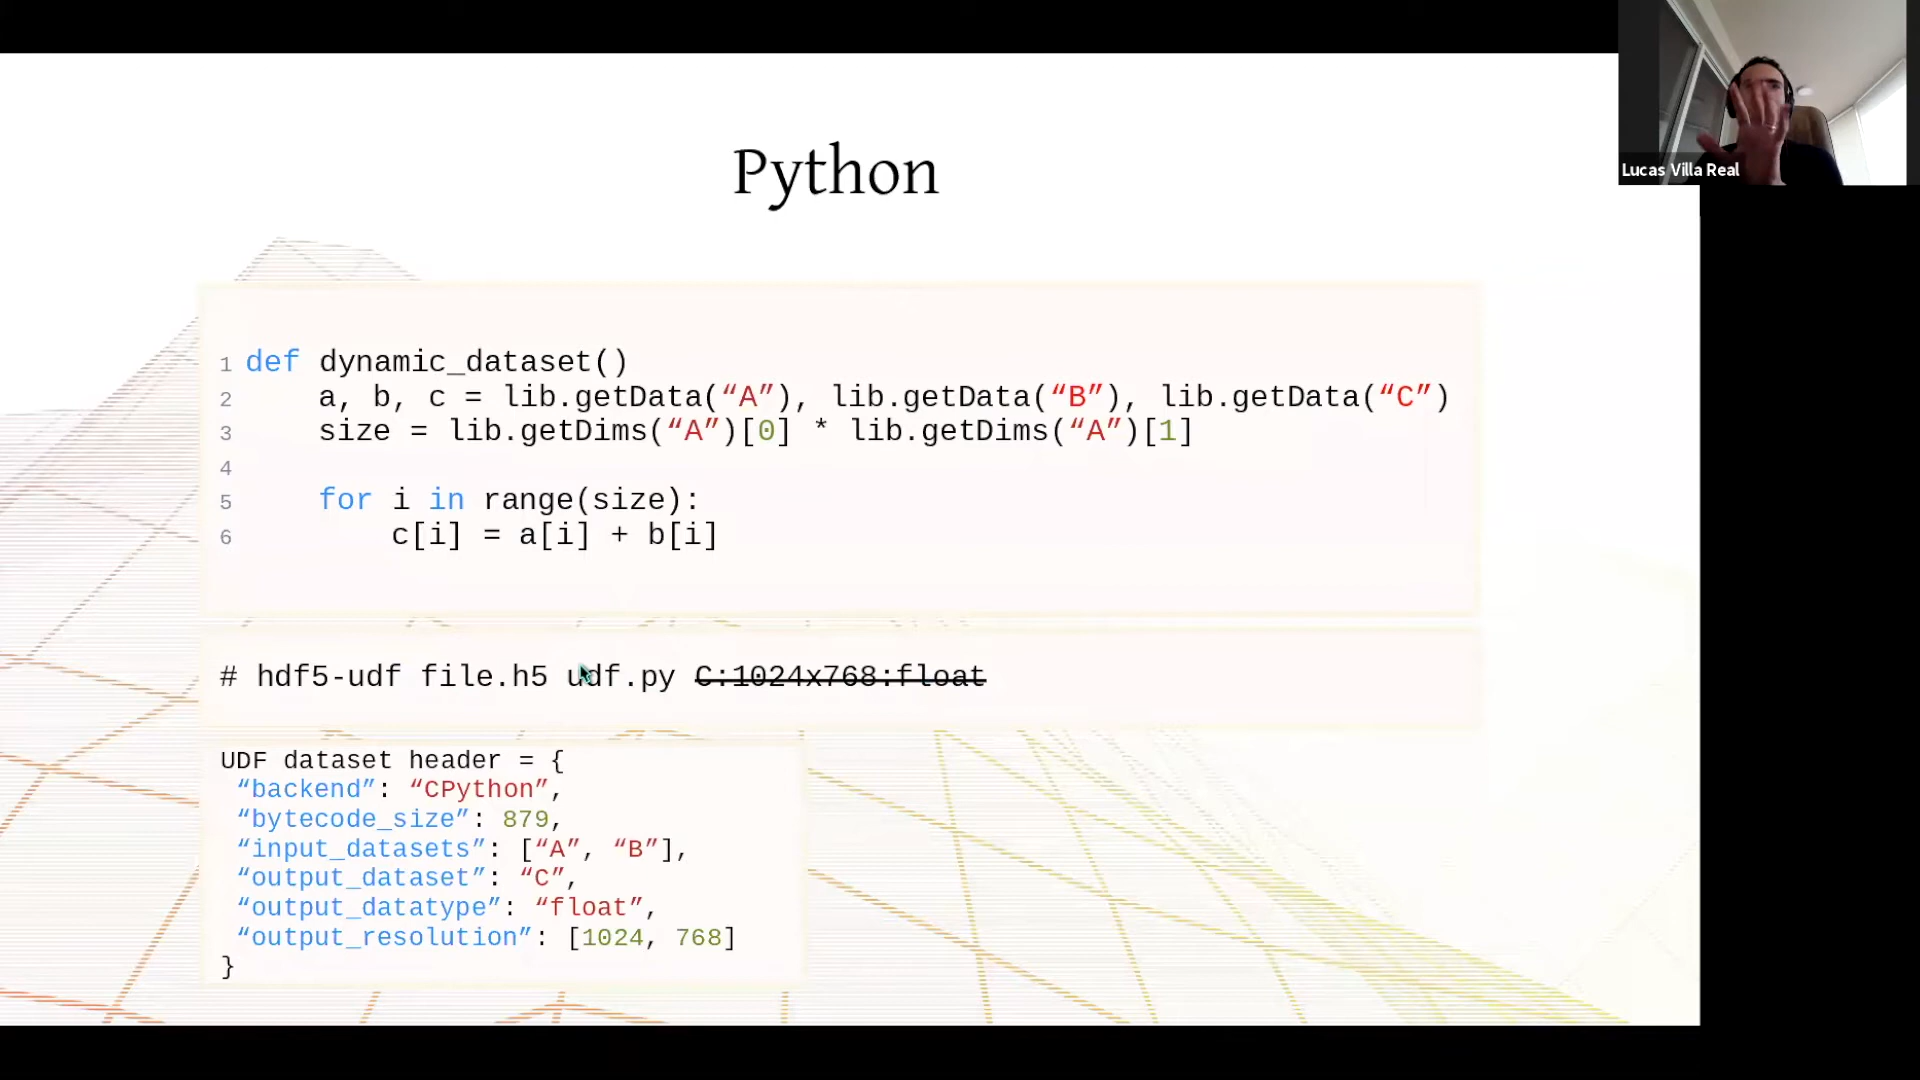 Python
Lucas Villa Real
1 def dynamic_dataset()
2 a, b, c = lib.getData(“A”), lib.getData(“B”), lib.getData(“C”)
3 size = lib.getDims(“A”)[0] * lib.getDims(“A”)[1]
4
5 for i in range(size):
6 c[i] = a[i] + b[i]
# hdf5-udf file.h5 udf.py C:1024x768:float
UDF dataset header = {
“backend”: “CPython”,
“bytecode_size”: 879,
“input_datasets”: [“A”, “B”],
“output_dataset”: “C”,
“output_datatype”: “float”,
“output_resolution”: [1024, 768]
}